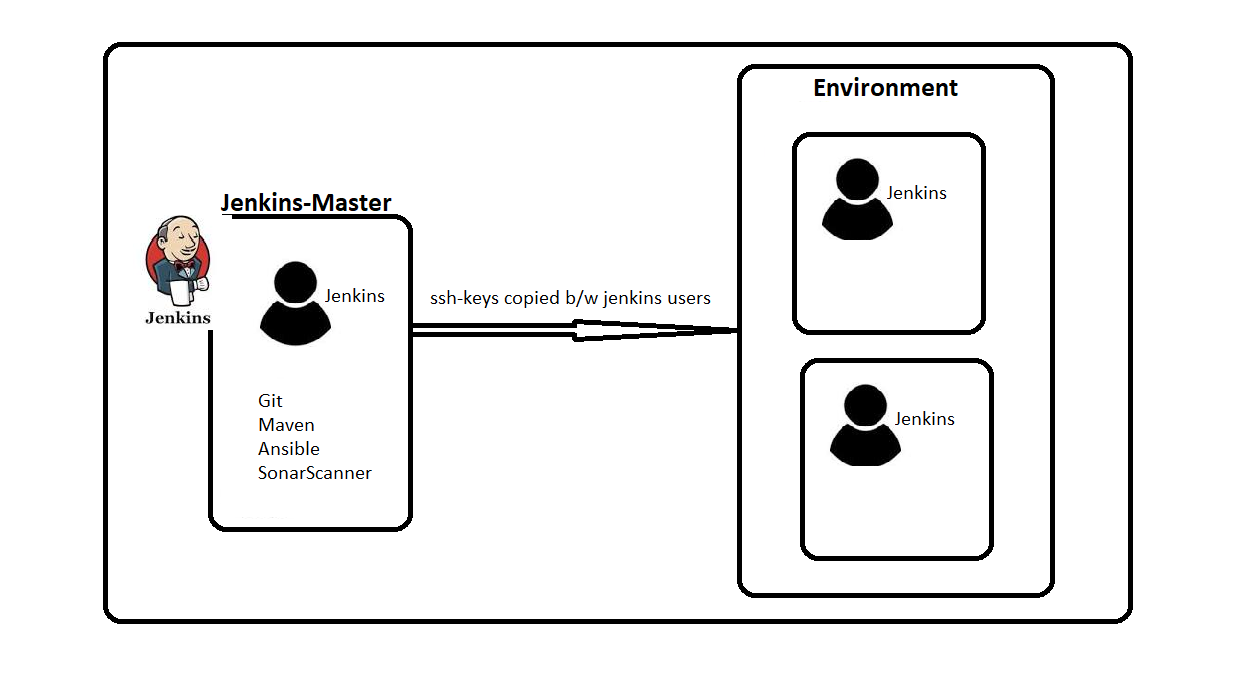 Environment
Jenkins
Jenkins-Master
Jenkins
Jenkins
ssh-keys copied b/w jenkins users
Git
Maven
Ansible
SonarScanner
Jenkins